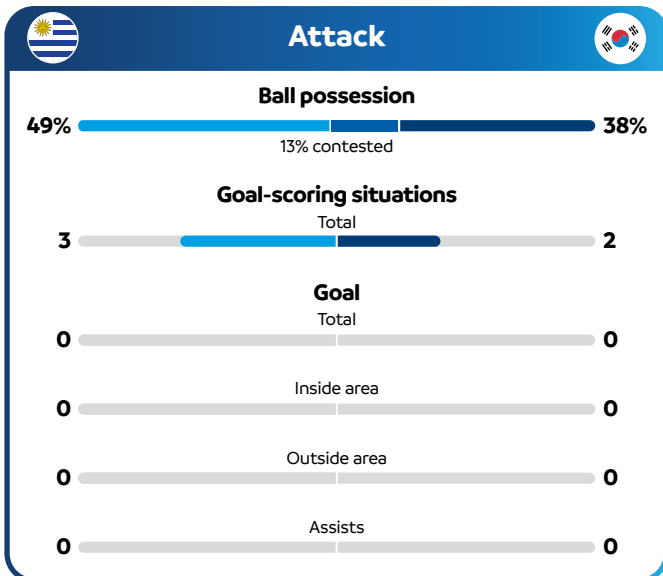 Attack
Ball possession
49% 38%
13% contested
Goal-scoring situations
Total
3 2
Goal
Total
0 0
Inside area
0 0
Outside area
0 0
Assists
0 0